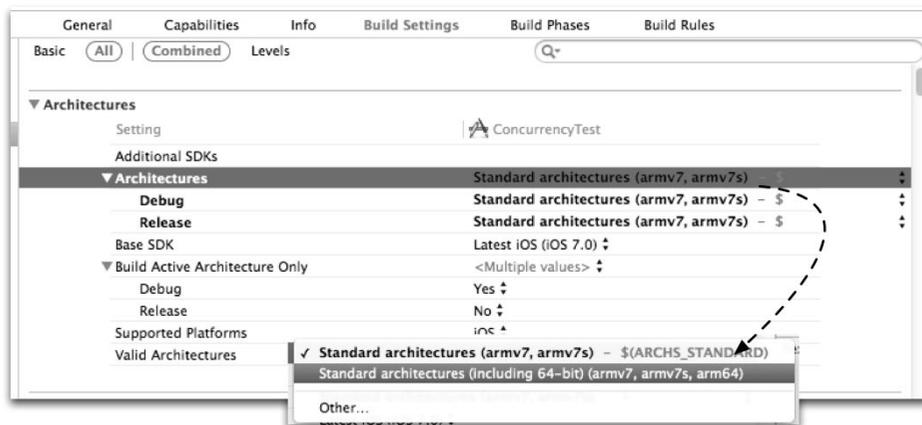 General Capabilities Info Build Settings Build Phases Build Rules
Basic All Combined Levels
Architectures
Setting ConcurrencyTest
Additional SDKs
Architectures Standard architectures (armv7, armv7s) – $
Debug Standard architectures (armv7, armv7s) – $
Release Standard architectures (armv7, armv7s) – $
Base SDK Latest iOS (iOS 7.0)
Build Active Architecture Only <Multiple values>
Debug Yes
Release No
Supported Platforms iOS
Valid Architectures
✓ Standard architectures (armv7, armv7s) – $(ARCHS_STANDARD)
Standard architectures (including 64-bit) (armv7, armv7s, arm64)
Other...